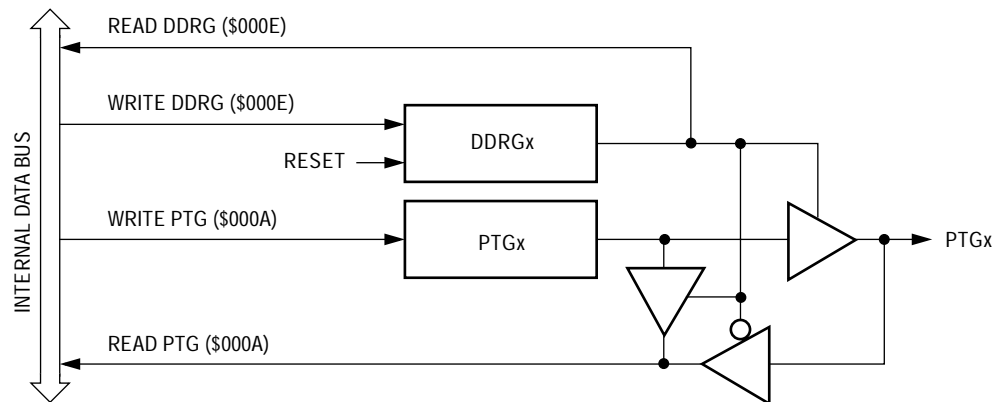 READ DDRG ($000E)
WRITE DDRG ($000E)
DDRGx
RESET
INTERNAL DATA BUS
WRITE PTG ($000A)
PTGx
PTGx
READ PTG ($000A)